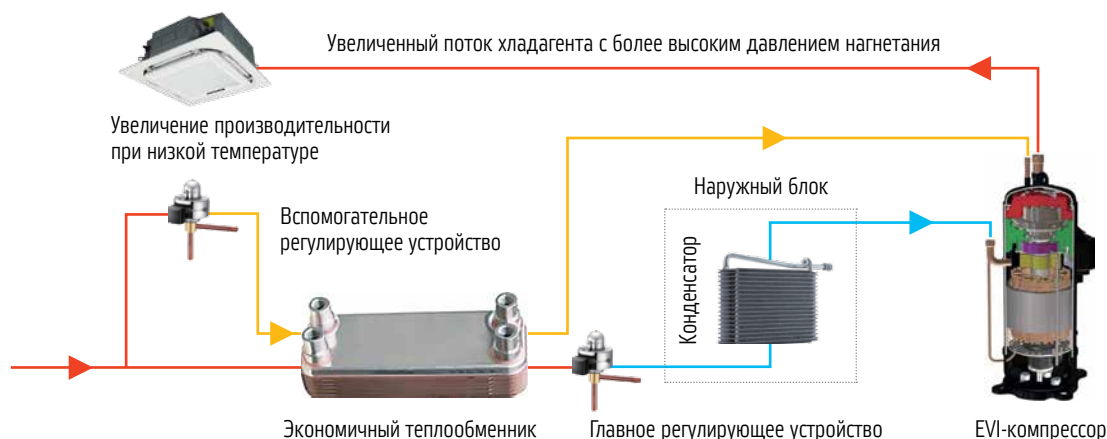 Увеличенный поток хладагента с более высоким давлением нагнетания
Увеличение производительности
при низкой температуре
Вспомогательное
регулирующее устройство
Наружный блок
Конденсатор
Экономичный теплообменник
Главное регулирующее устройство
EVI-компрессор